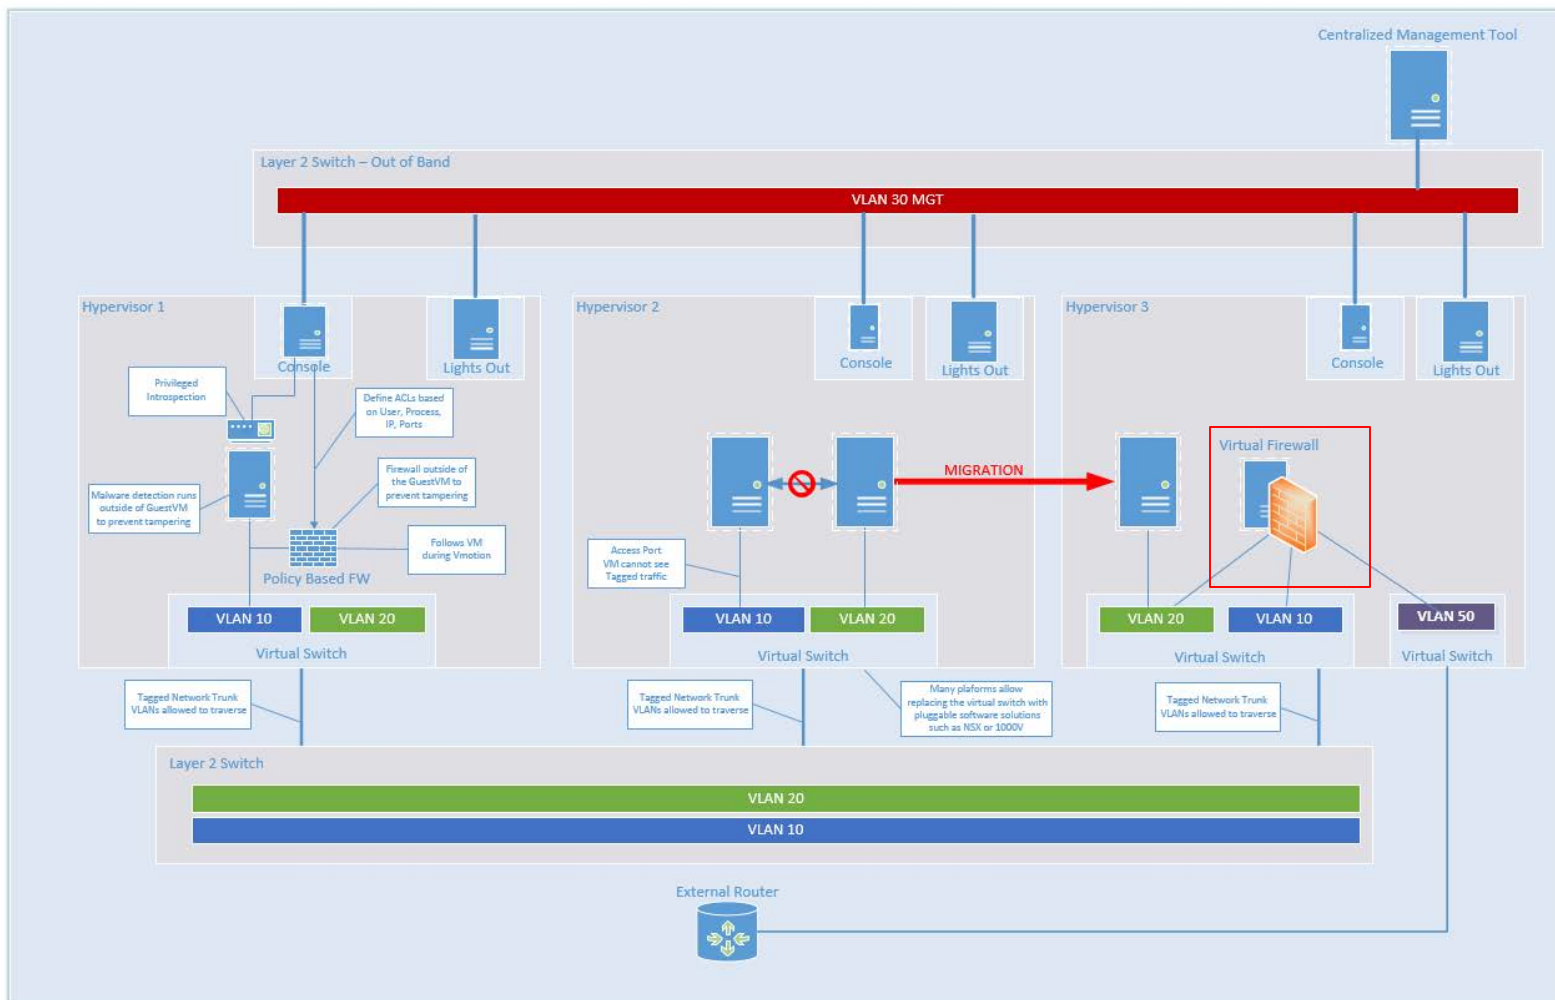 Centralized Management Tool
Layer 2 Switch – Out of Band
VLAN 30 MGT
Hypervisor 1
Console
Lights Out
Privileged
Introspection
Define ACLs based
on User, Process,
IP, Ports
Malware detection runs
outside of GuestVM
to prevent tampering
Firewall outside of
the GuestVM to
prevent tampering
Follows VM
during Vmotion
Policy Based FW
VLAN 10
VLAN 20
Virtual Switch
Hypervisor 2
Console
Lights Out
MIGRATION
Access Port
VM cannot see
Tagged traffic
VLAN 10
VLAN 20
Virtual Switch
Hypervisor 3
Console
Lights Out
Virtual Firewall
VLAN 20
VLAN 10
VLAN 50
Virtual Switch
Virtual Switch
Tagged Network Trunk
VLANs allowed to traverse
Tagged Network Trunk
VLANs allowed to traverse
Many plaforms allow
replacing the virtual switch with
pluggable software solutions
such as NSX or 1000V
Tagged Network Trunk
VLANs allowed to traverse
Layer 2 Switch
VLAN 20
VLAN 10
External Router